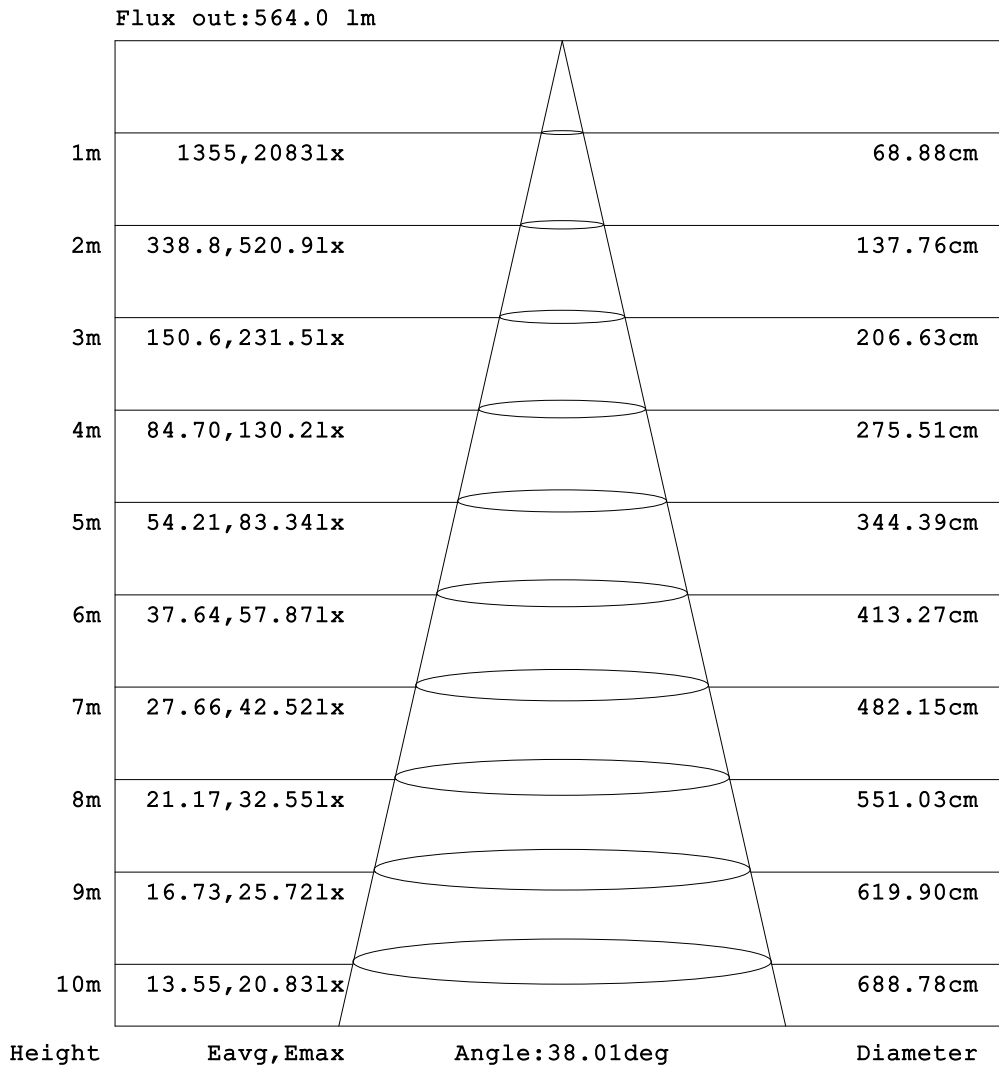 Flux out:564.0 lm
1m 1355,2083lx 68.88cm
2m 338.8,520.9lx 137.76cm
3m 150.6,231.5lx 206.63cm
4m 84.70,130.2lx 275.51cm
5m 54.21,83.34lx 344.39cm
6m 37.64,57.87lx 413.27cm
7m 27.66,42.52lx 482.15cm
8m 21.17,32.55lx 551.03cm
9m 16.73,25.72lx 619.90cm
10m 13.55,20.83lx 688.78cm
Height Eavg,Emax Angle:38.01deg Diameter